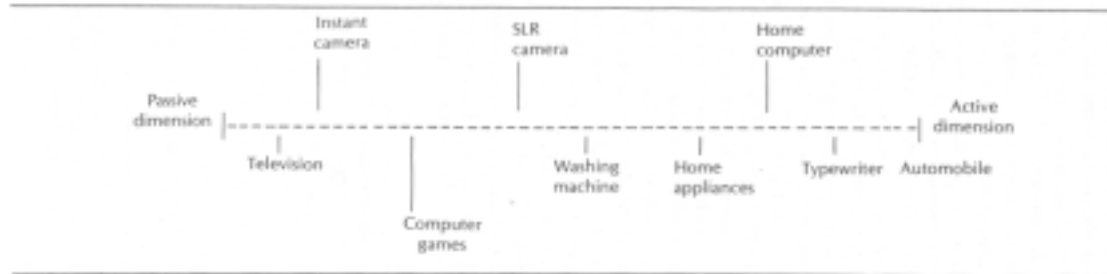 Instant
camera
SLR
camera
Home
computer
Passive
dimension
Active
dimension
Television
Washing
machine
Home
appliances
Typewriter
Automobile
Computer
games